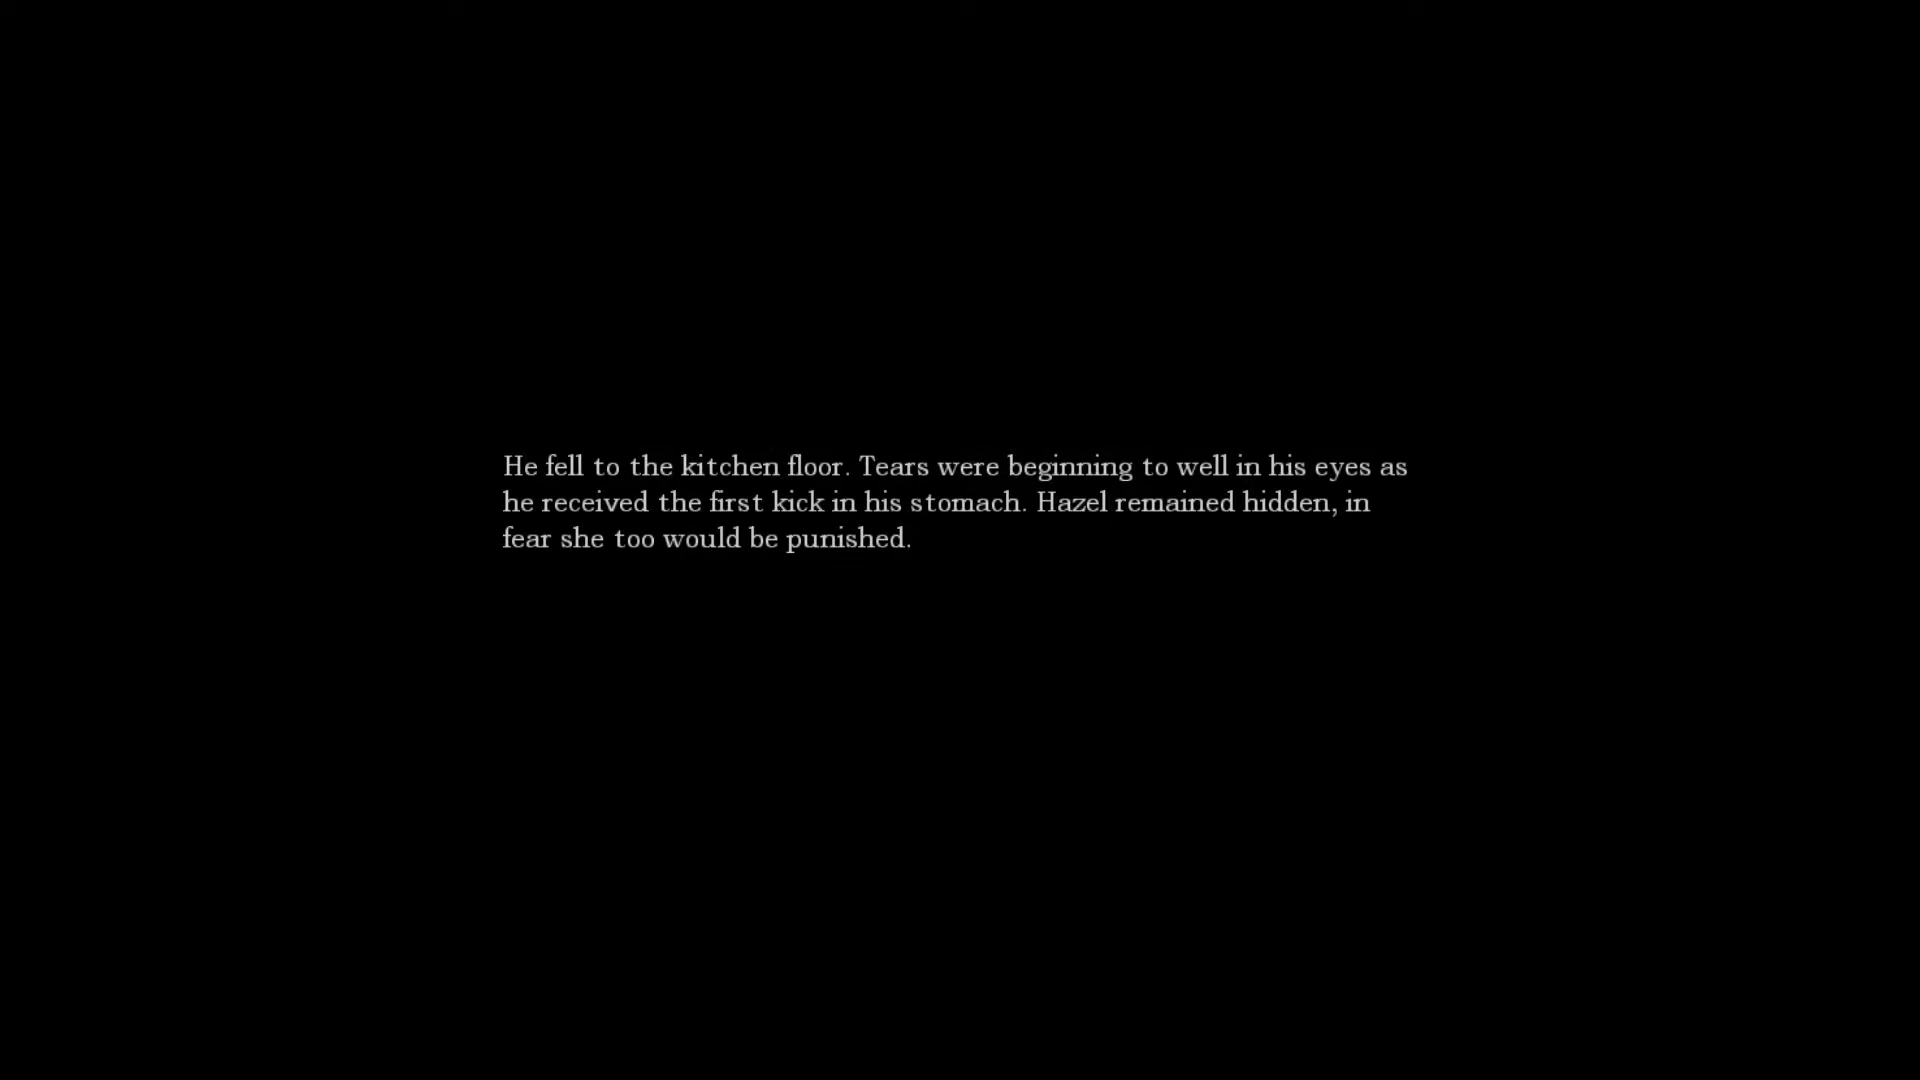 He fell to the kitchen floor. Tears were beginning to well in his eyes as
he received the first kick in his stomach. Hazel remained hidden, in
fear she too would be punished.